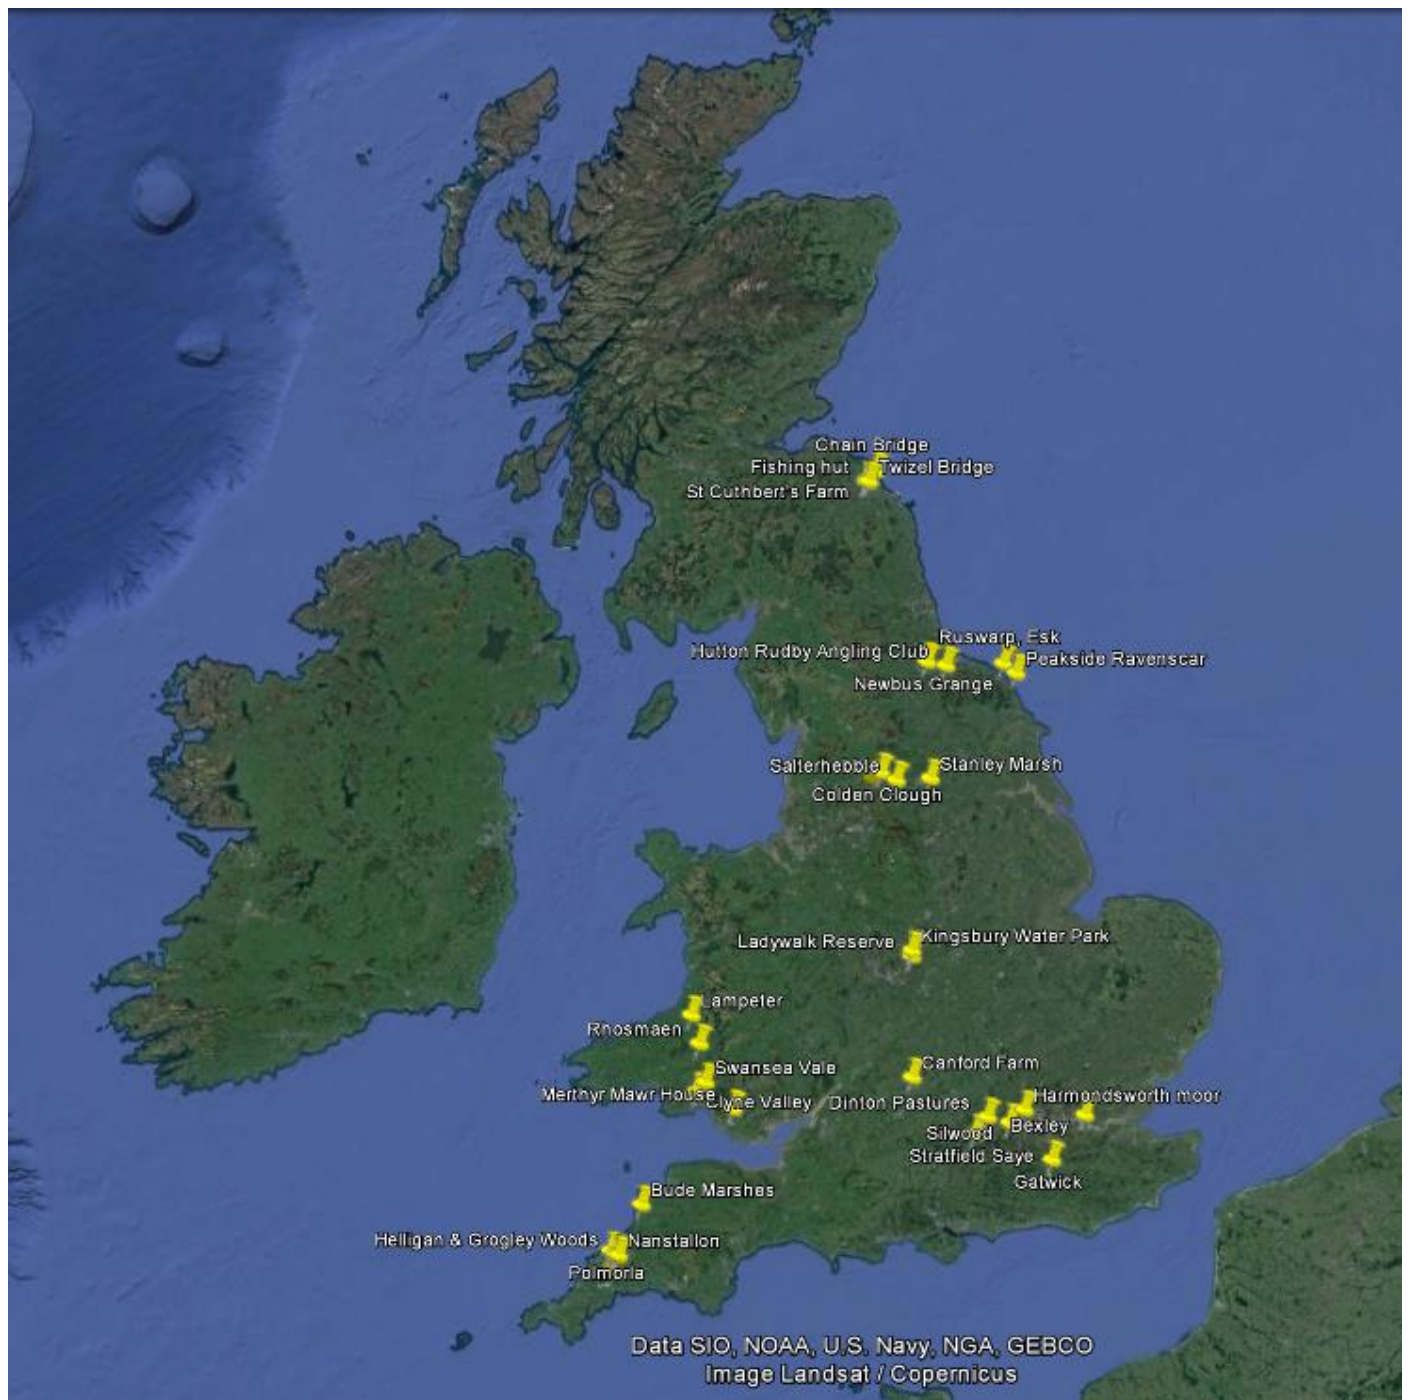 Chain Bridge
Fishing hut
Twizel Bridge
St Cuthbert's Farm
Ruswarp, Esk
Hutton Rudby Angling Club
Peakside Ravenscar
Newbus Grange
Salterhebble
Stanley Marsh
Colden Clough
Ladywalk Reserve
Kingsbury Water Park
Lampeter
Rhosmaen
Swansea Vale
Canford Farm
Merthyr Mawr House
Clyne Valley
Dinton Pastures
Harmondsworth moor
Silwood
Bexley
Stratfield Saye
Gatwick
Bude Marshes
Helligan & Grogley Woods
Nanstallon
Polmorla
Data SIO, NOAA, U.S. Navy, NGA, GEBCO
Image Landsat / Copernicus